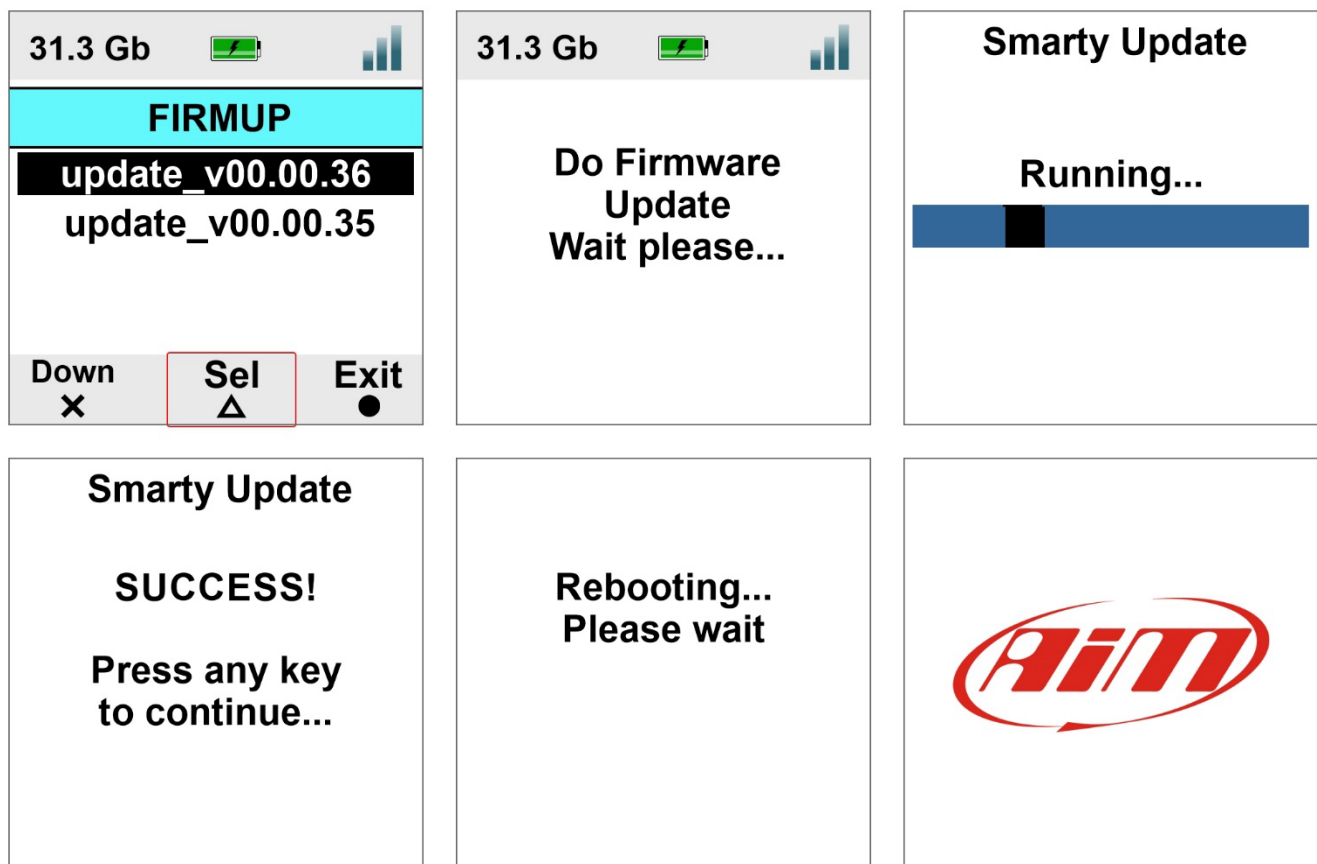 31.3 Gb
FIRMUP
update_v00.00.36
update_v00.00.35
Down
Sel
Exit
31.3 Gb
Do Firmware
Update
Wait please...
Smarty Update
Running...
Smarty Update
SUCCESS!
Press any key
to continue...
Rebooting...
Please wait
AiM